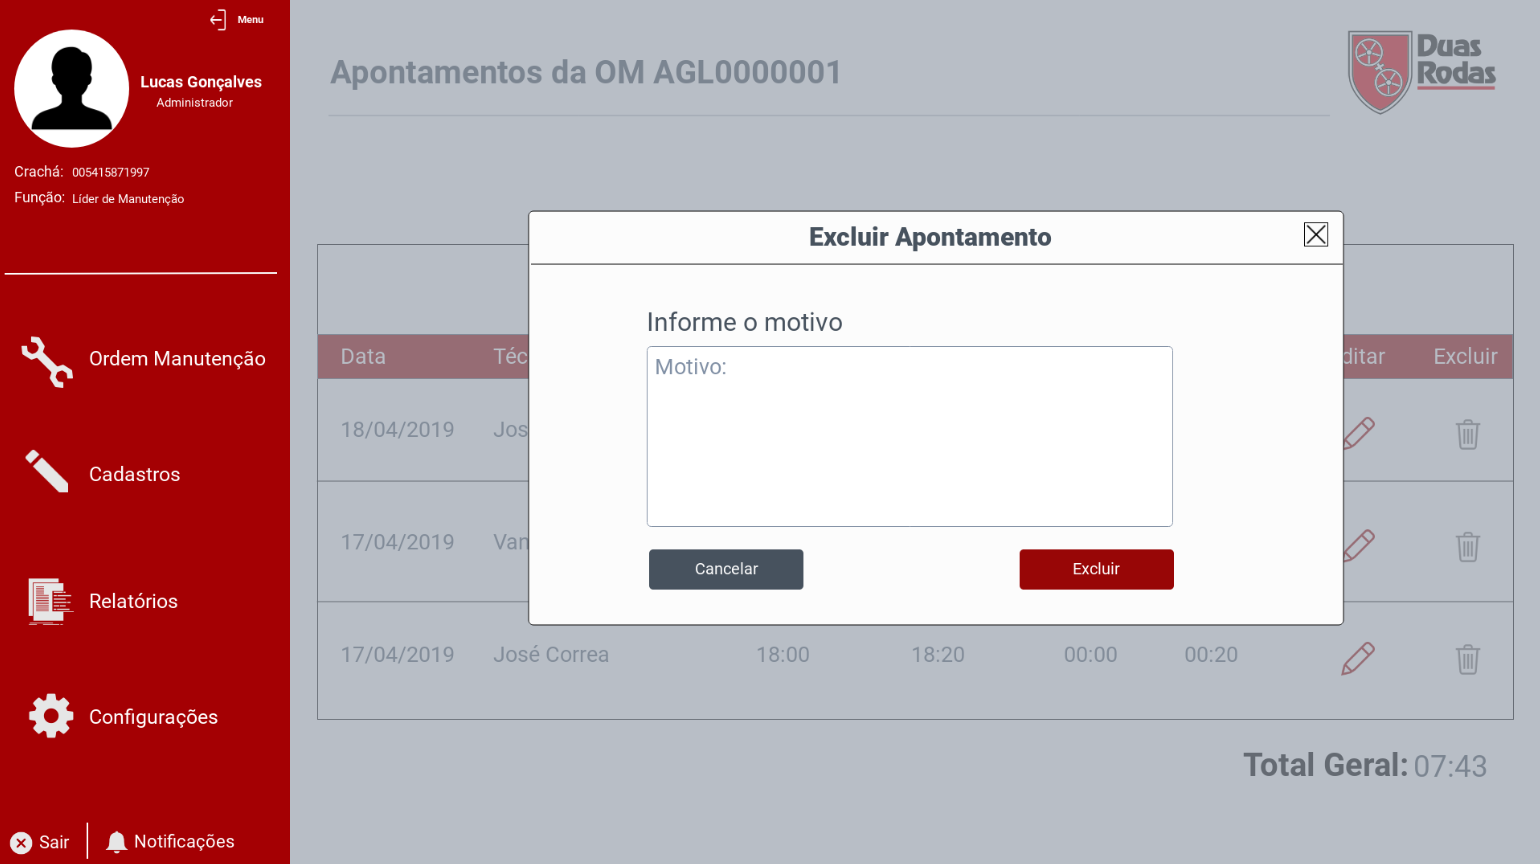 Menu
Lucas Gonçalves
Administrador
Crachá: 005415871997
Função: Líder de Manutenção
Ordem Manutenção
Cadastros
Relatórios
Configurações
Sair
Notificações
Apontamentos da OM AGL0000001
Duas
Rodas
Excluir Apontamento
Informe o motivo
Motivo:
Cancelar
Excluir
Data Téc ditar Excluir
18/04/2019 Jos
17/04/2019 Van
17/04/2019 José Correa 18:00 18:20 00:00 00:20
Total Geral: 07:43